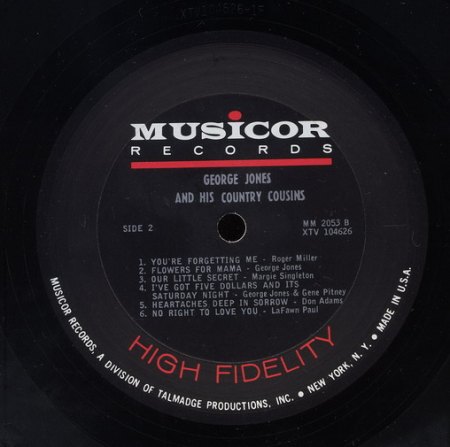 XTV 104626-1F
MUSICOR
RECORDS
GEORGE JONES
AND HIS COUNTRY COUSINS
SIDE 2
MM 2053 B
XTV 104626
1. YOU'RE FORGETTING ME - Roger Miller
2. FLOWERS FOR MAMA - George Jones
3. OUR LITTLE SECRET - Margie Singleton
4. I'VE GOT FIVE DOLLARS AND ITS
SATURDAY NIGHT - George Jones & Gene Pitney
5. HEARTACHES DEEP IN SORROW - Don Adams
6. NO RIGHT TO LOVE YOU - LaFawn Paul
HIGH FIDELITY
MUSICOR RECORDS, A DIVISION OF TALMADGE PRODUCTIONS, INC. • NEW YORK, N. Y. • MADE IN U.S.A.